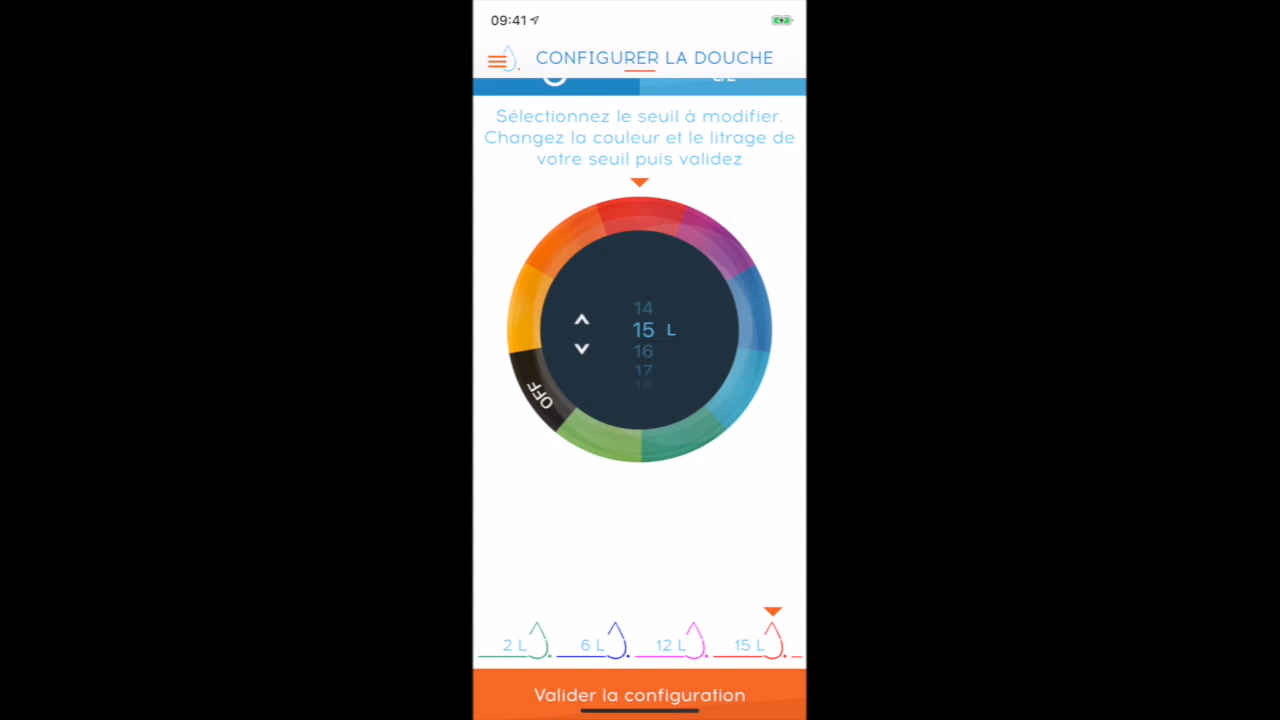 09:41
CONFIGURER LA DOUCHE
Sélectionnez le seuil à modifier.
Changez la couleur et le litrage de
votre seuil puis validez
14
15 L
16
17
18
OFF
2 L 6 L 12 L 15 L
Valider la configuration